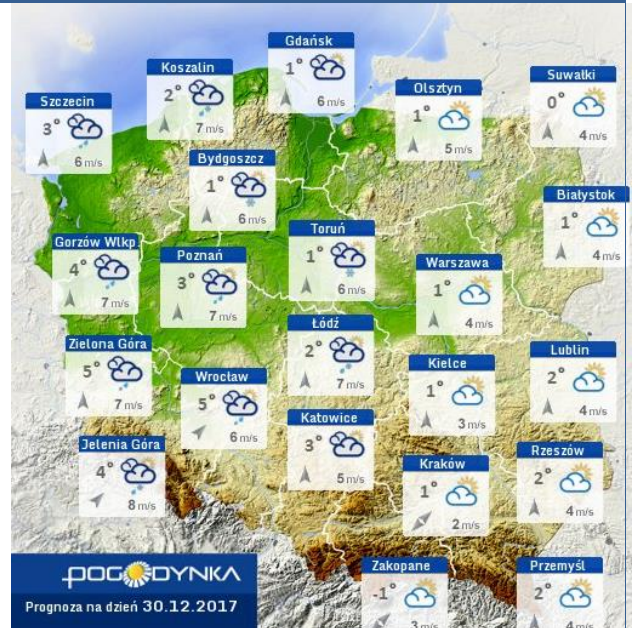 Gdańsk
1°
6 m/s
Koszalin
2°
7 m/s
Szczecin
3°
6 m/s
Olsztyn
1°
5 m/s
Suwałki
0°
4 m/s
Bydgoszcz
1°
6 m/s
Białystok
1°
4 m/s
Gorzów Wlkp.
4°
7 m/s
Poznań
3°
7 m/s
Toruń
1°
6 m/s
Warszawa
1°
4 m/s
Zielona Góra
5°
7 m/s
Wrocław
5°
6 m/s
Łódź
2°
7 m/s
Kielce
1°
3 m/s
Lublin
2°
4 m/s
Jelenia Góra
4°
8 m/s
Katowice
3°
5 m/s
Kraków
1°
2 m/s
Rzeszów
2°
4 m/s
Zakopane
-1°
3 m/s
Przemyśl
2°
4 m/s
POGODYNKA
Prognoza na dzień 30.12.2017